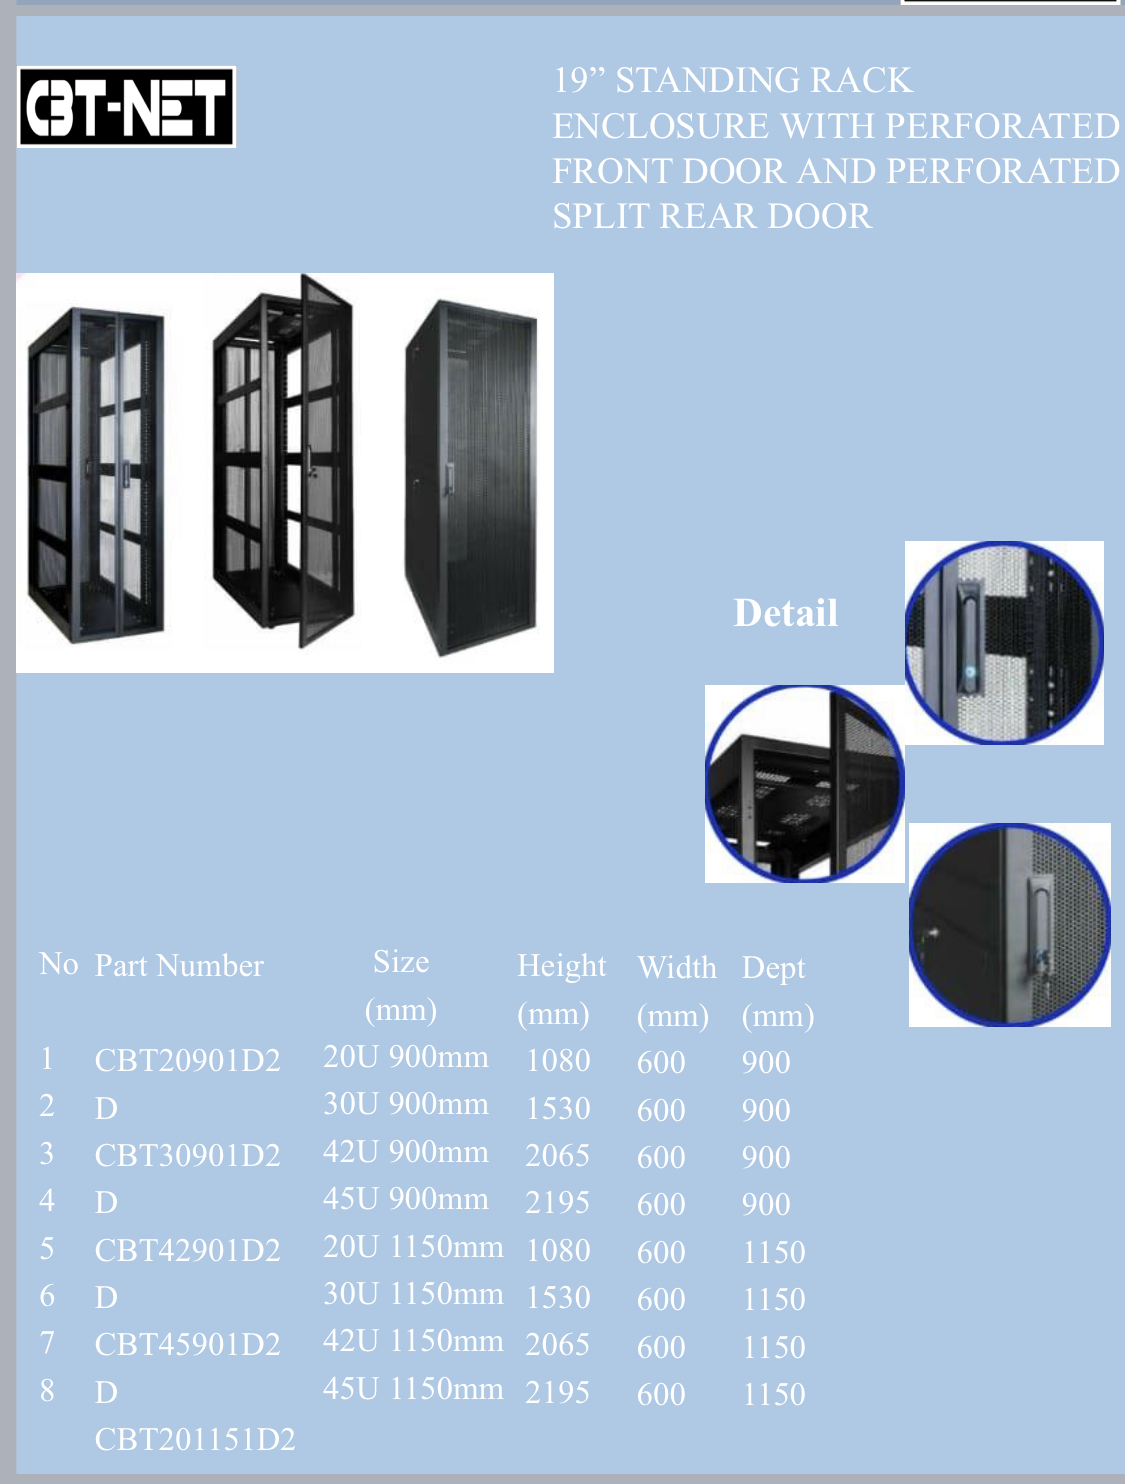 CBT-NET
19” STANDING RACK
ENCLOSURE WITH PERFORATED
FRONT DOOR AND PERFORATED
SPLIT REAR DOOR
Detail
No Part Number Size Height Width Dept
(mm) (mm) (mm) (mm)
1 CBT20901D2 20U 900mm 1080 600 900
2 D 30U 900mm 1530 600 900
3 CBT30901D2 42U 900mm 2065 600 900
4 D 45U 900mm 2195 600 900
5 CBT42901D2 20U 1150mm 1080 600 1150
6 D 30U 1150mm 1530 600 1150
7 CBT45901D2 42U 1150mm 2065 600 1150
8 D 45U 1150mm 2195 600 1150
CBT201151D2